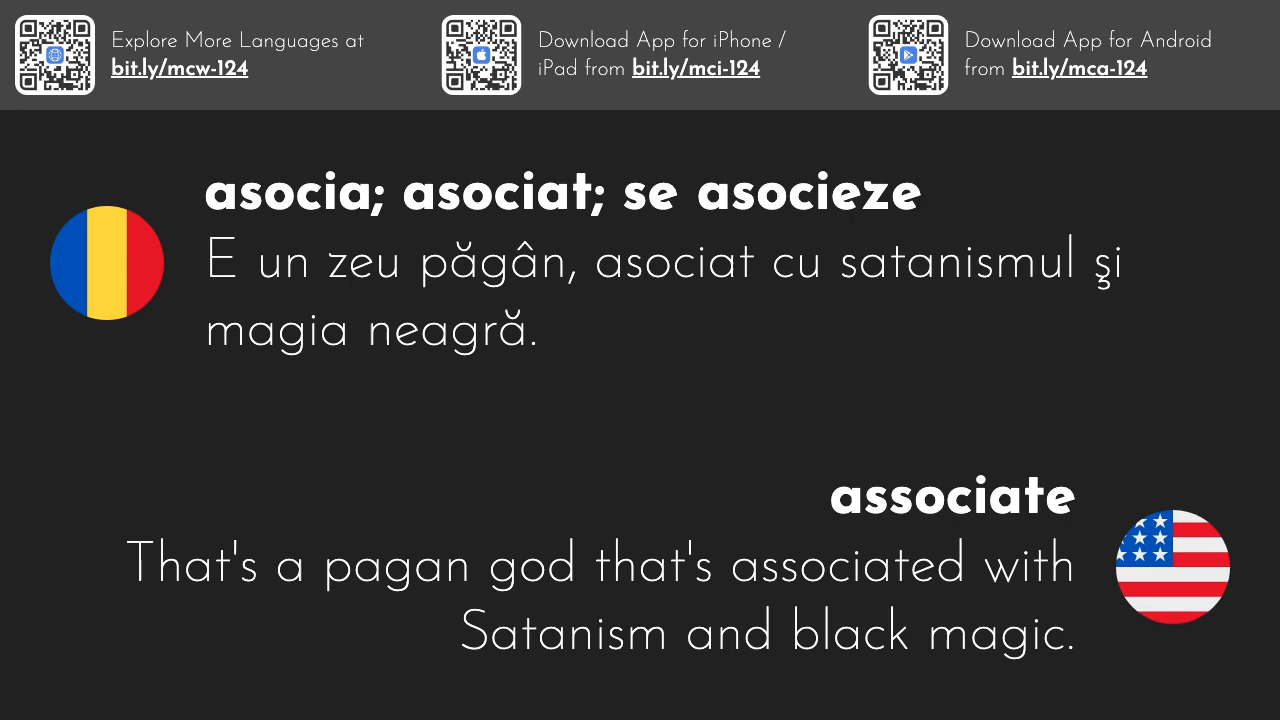 Explore More Languages at
bit.ly/mcw-124
Download App for iPhone /
iPad from bit.ly/mci-124
Download App for Android
from bit.ly/mca-124
asocia; asociat; se asocieze
E un zeu păgân, asociat cu satanismul şi
magia neagră.
associate
That's a pagan god that's associated with
Satanism and black magic.